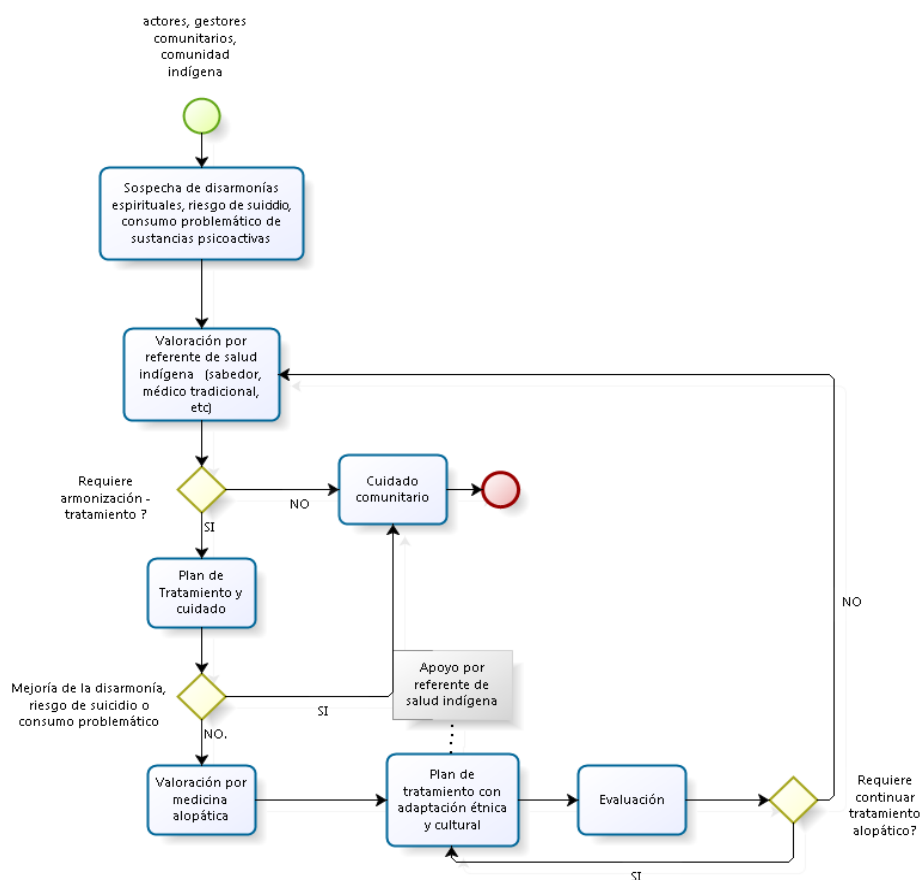 actores, gestores
comunitarios,
comunidad
indígena
Sospecha de disarmonías
espirituales, riesgo de suicidio,
consumo problemático de
sustancias psicoactivas
Valoración por
referente de salud
indígena (sabedor,
médico tradicional,
etc)
Requiere
armonización -
tratamiento ?
NO
SI
Cuidado
comunitario
Plan de
Tratamiento y
cuidado
NO
Mejoría de la disarmonía,
riesgo de suicidio o
consumo problemático
SI
NO.
Apoyo por
referente de
salud indígena
Valoración por
medicina
alopática
Plan de
tratamiento con
adaptación étnica
y cultural
Evaluación
Requiere
continuar
tratamiento
alopático?
SI